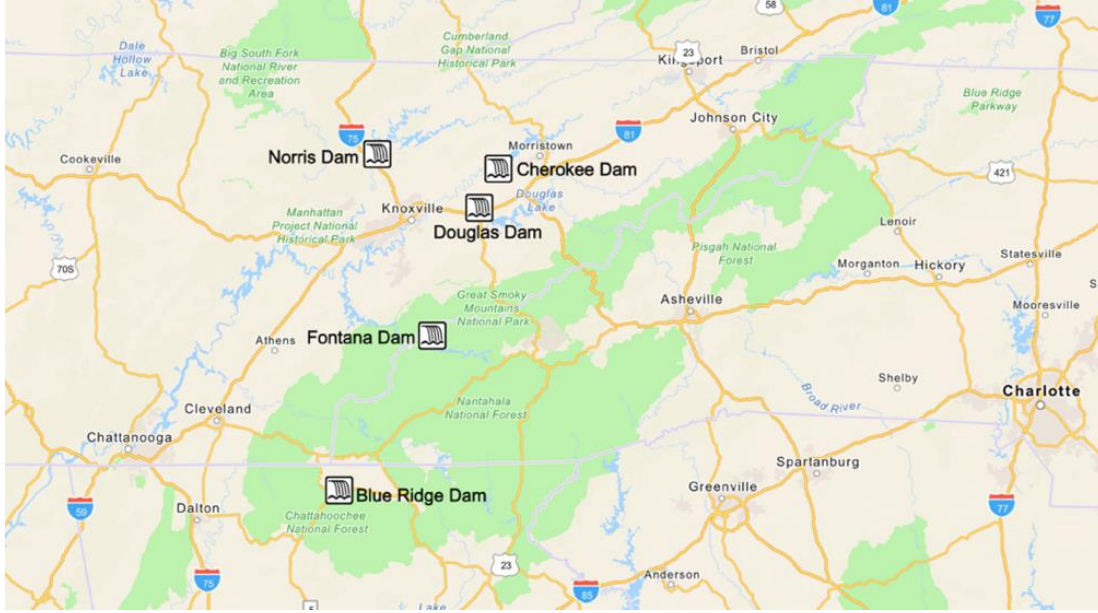 58
81
77
Dale
Hollow
Lake
Big South Fork
National River
and Recreation
Area
Cumberland
Gap National
Historical Park
23
Bristol
Blue Ridge
Parkway
Johnson City
75
81
Norris Dam
Morristown
Cherokee Dam
Cookeville
421
Douglas
Lake
Manhattan
Project National
Historical Park
Knoxville
Douglas Dam
Lenoir
Pisgah National
Forest
70S
Morganton
Hickory
Statesville
Great Smoky
Mountains
National Park
Asheville
Mooresville
Fontana Dam
Athens
Shelby
Charlotte
Nantahala
National Forest
Broad River
Cleveland
Chattanooga
Spartanburg
Greenville
Blue Ridge Dam
59
Dalton
Chattahoochee
National Forest
77
23
75
Anderson
85
5
Lake